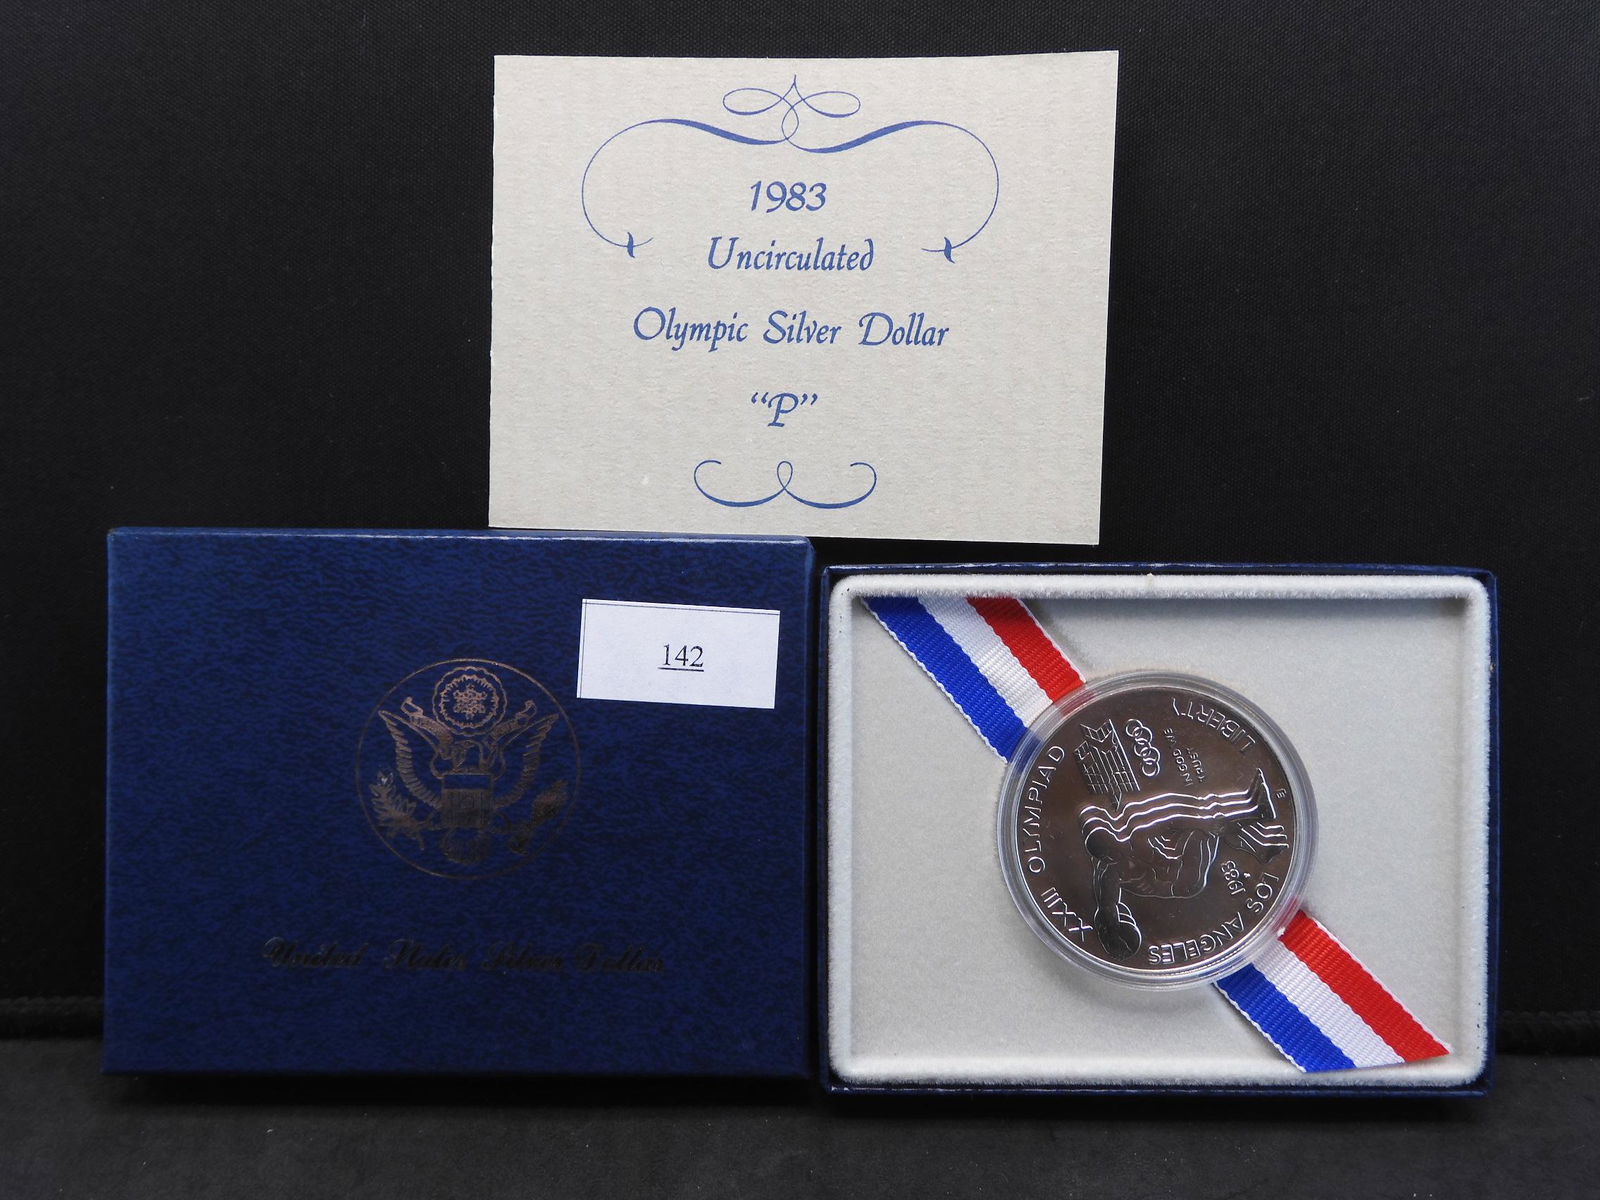 1983
Uncirculated
Olympic Silver Dollar
“P”
142
United States Silver Dollar
LIBERTY
IN GOD WE
TRUST
XXIII OLYMPIAD
LOS ANGELES
1983
P